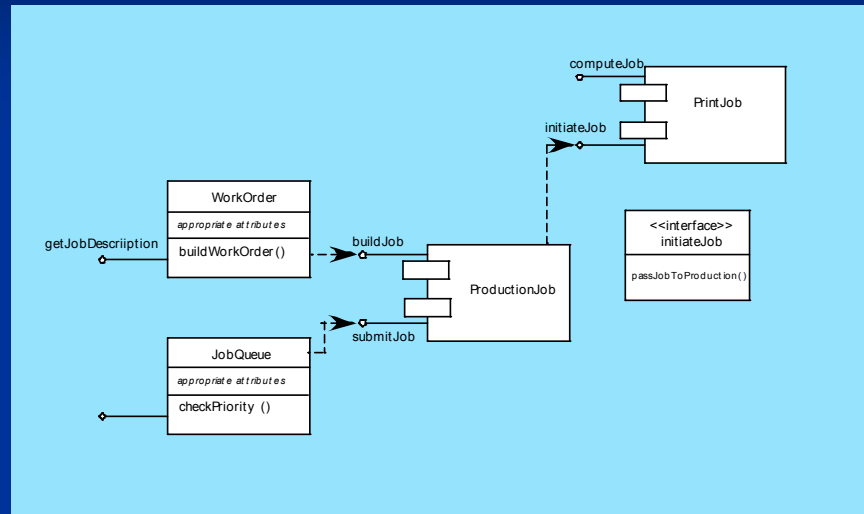 computeJob
PrintJob
initiateJob
WorkOrder
appropriate attributes
buildWorkOrder()
getJobDescriiption
buildJob
<<interface>>
initiateJob
passJobToProduction()
ProductionJob
submitJob
JobQueue
appropriate attributes
checkPriority ()